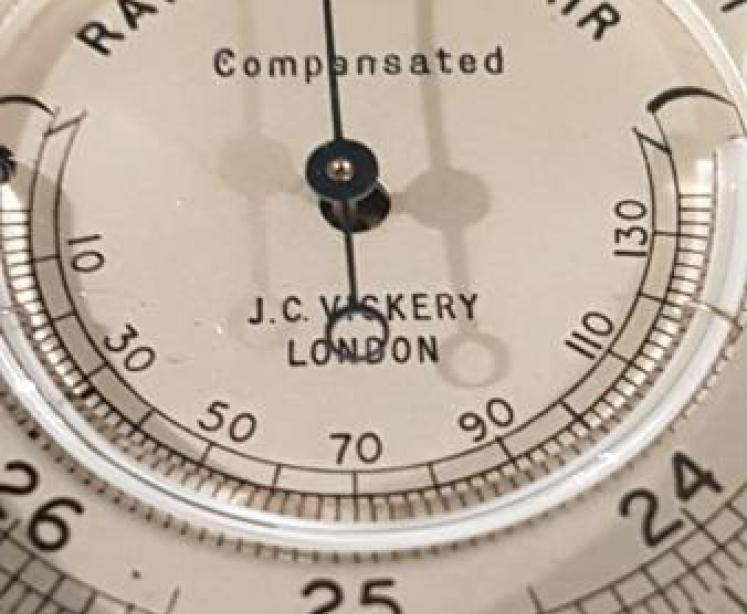 Compensated
J.C. VICKERY
LONDON
10 30 50 70 90 110 130
26 25 24